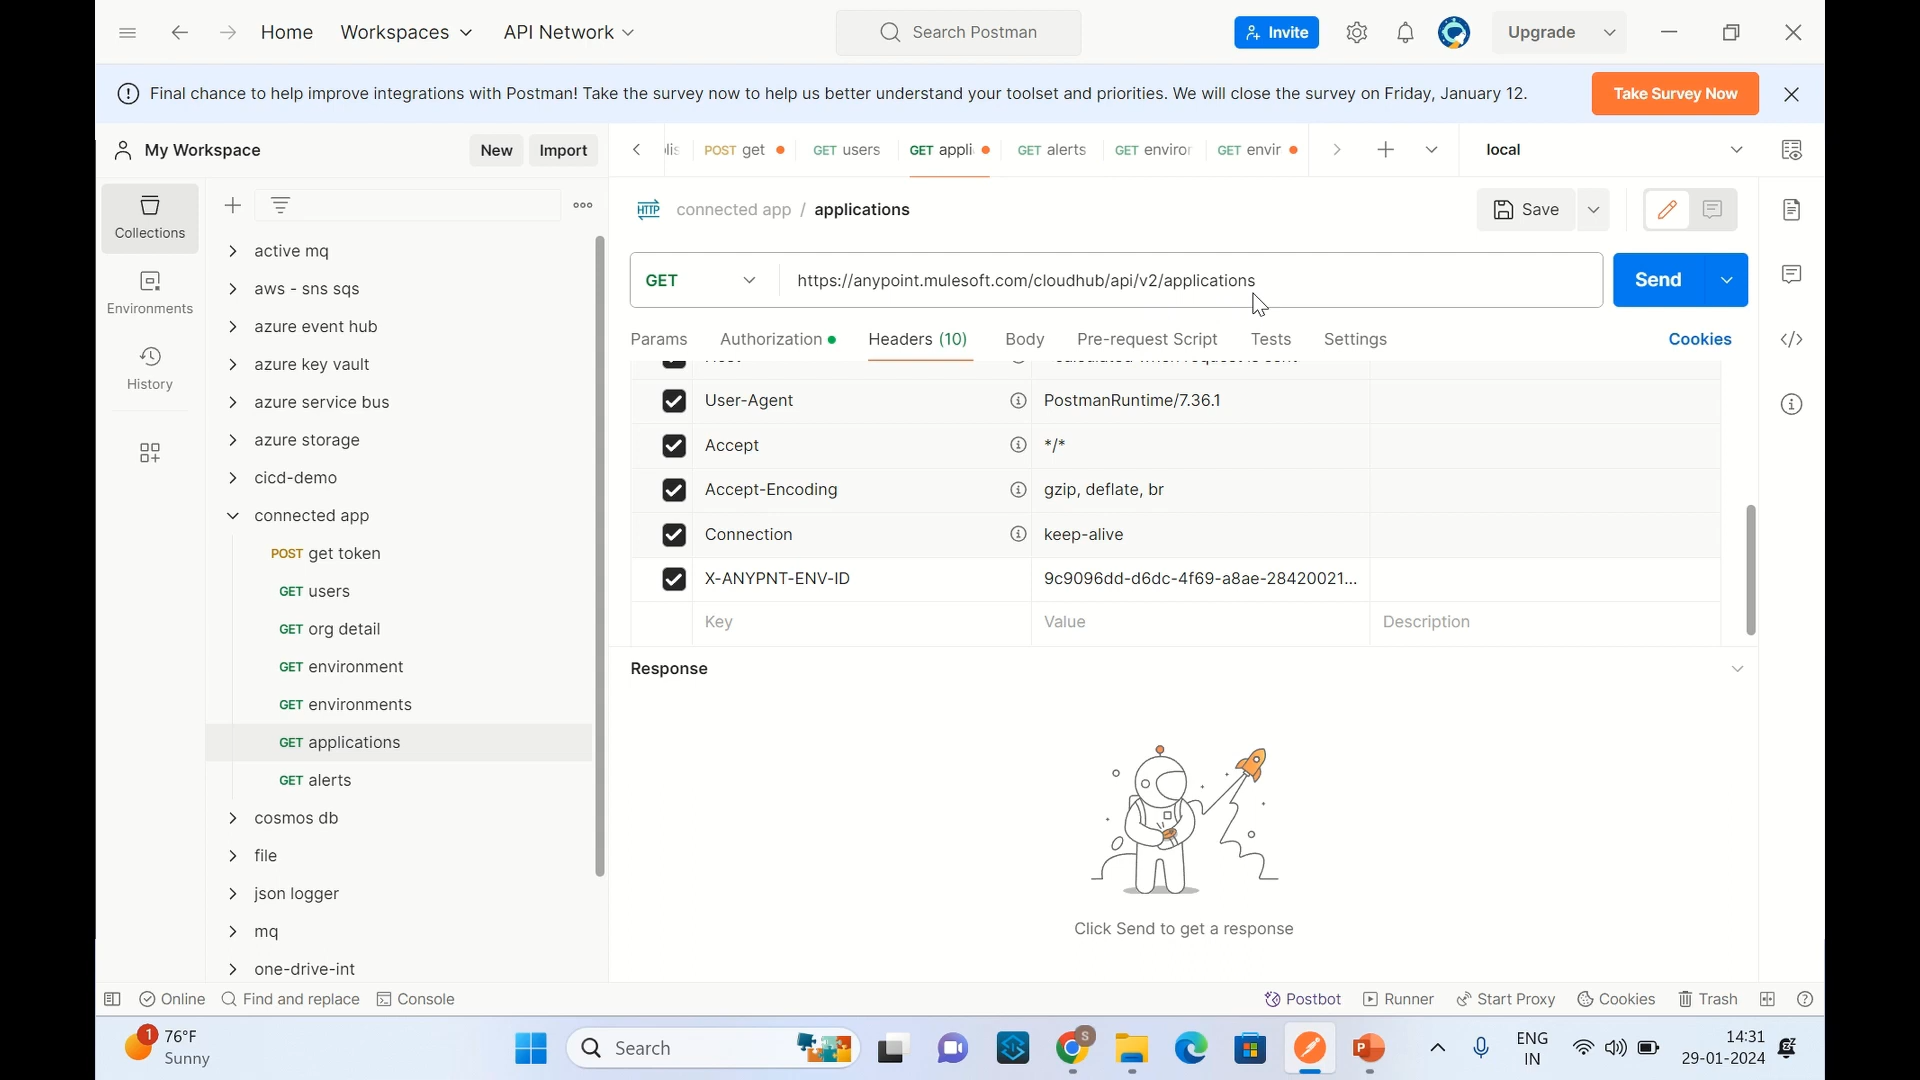 Home
Workspaces
API Network
Search Postman
Invite
Upgrade
Final chance to help improve integrations with Postman! Take the survey now to help us better understand your toolset and priorities. We will close the survey on Friday, January 12.
Take Survey Now
My Workspace
New
Import
POST get
GET users
GET appli
GET alerts
GET enviror
GET envir
local
Collections
Environments
History
active mq
aws - sns sqs
azure event hub
azure key vault
azure service bus
azure storage
cicd-demo
connected app
POST get token
GET users
GET org detail
GET environment
GET environments
GET applications
GET alerts
cosmos db
file
json logger
mq
one-drive-int
HTTP connected app / applications
Save
GET
https://anypoint.mulesoft.com/cloudhub/api/v2/applications
Send
Params
Authorization
Headers (10)
Body
Pre-request Script
Tests
Settings
Cookies
User-Agent
PostmanRuntime/7.36.1
Accept
*/*
Accept-Encoding
gzip, deflate, br
Connection
keep-alive
X-ANYPNT-ENV-ID
9c9096dd-d6dc-4f69-a8ae-28420021...
Key
Value
Description
Response
Click Send to get a response
Online
Find and replace
Console
Postbot
Runner
Start Proxy
Cookies
Trash
1
76°F
Sunny
Search
S
P
ENG
IN
14:31
29-01-2024